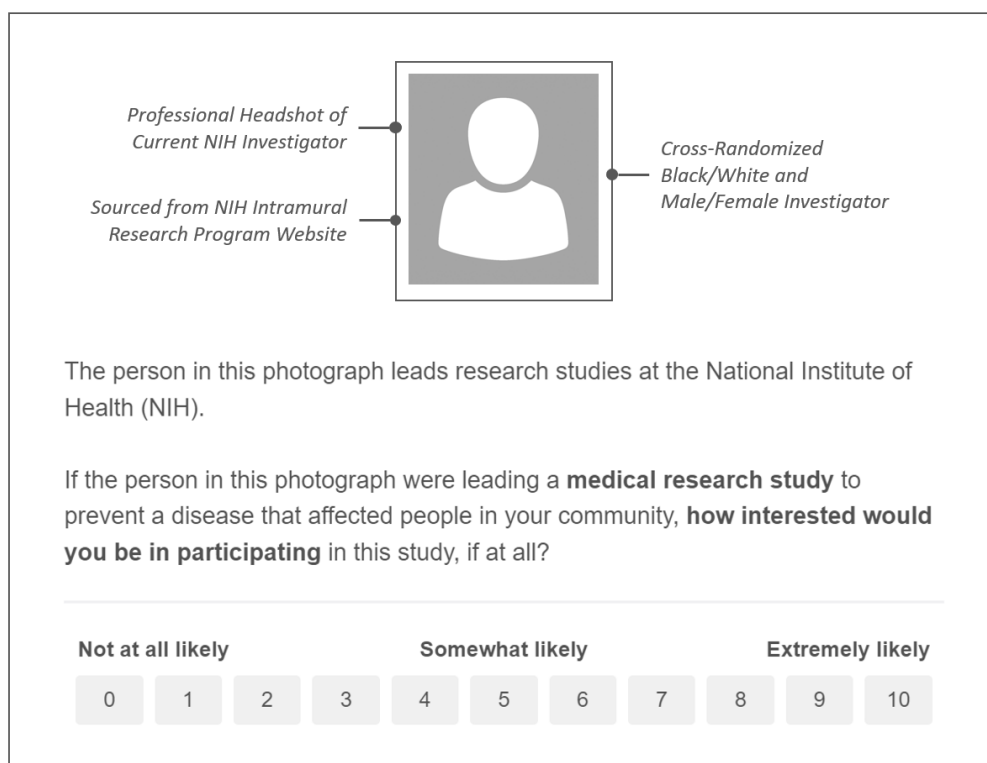 Professional Headshot of
Current NIH Investigator
Sourced from NIH Intramural
Research Program Website
Cross-Randomized
Black/White and
Male/Female Investigator
The person in this photograph leads research studies at the National Institute of
Health (NIH).
If the person in this photograph were leading a medical research study to
prevent a disease that affected people in your community, how interested would
you be in participating in this study, if at all?
Not at all likely Somewhat likely Extremely likely
0 1 2 3 4 5 6 7 8 9 10